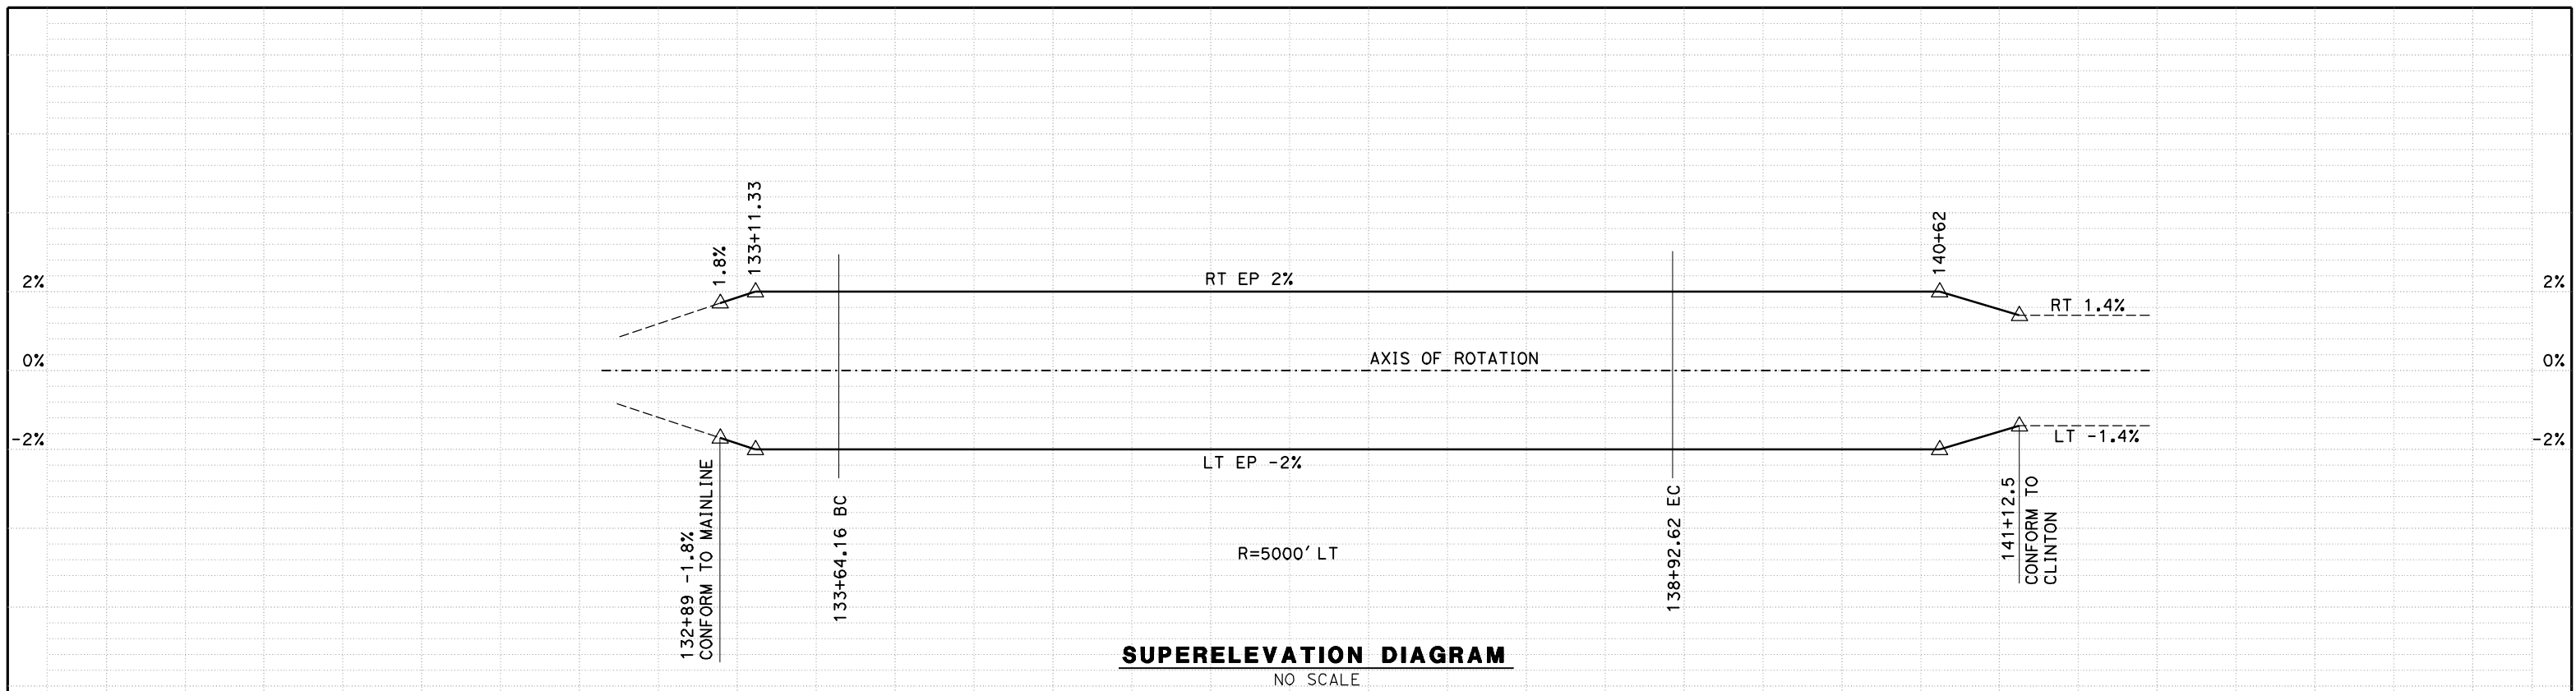 133+11.33
1.8%
140+62
2%
RT EP 2%
2%
RT 1.4%
0%
AXIS OF ROTATION
0%
-2%
LT -1.4%
-2%
LT EP -2%
132+89 -1.8%
CONFORM TO MAINLINE
133+64.16 BC
R=5000' LT
138+92.62 EC
141+12.5
CONFORM TO
CLINTON
SUPERELEVATION DIAGRAM
NO SCALE